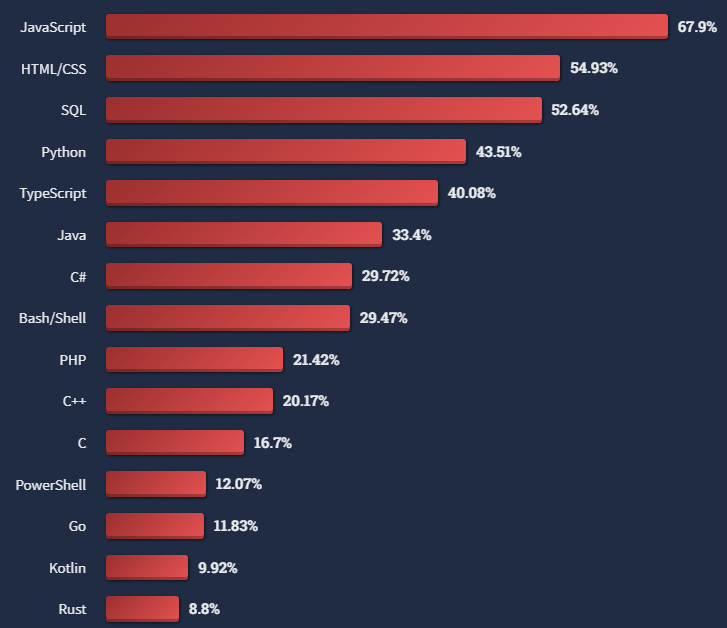 JavaScript 67.9%
HTML/CSS 54.93%
SQL 52.64%
Python 43.51%
TypeScript 40.08%
Java 33.4%
C# 29.72%
Bash/Shell 29.47%
PHP 21.42%
C++ 20.17%
C 16.7%
PowerShell 12.07%
Go 11.83%
Kotlin 9.92%
Rust 8.8%